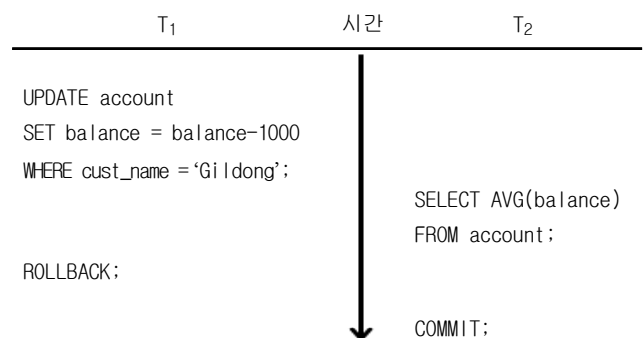 T₁ 시간 T₂
UPDATE account
SET balance = balance-1000
WHERE cust_name =‘Gildong’;
SELECT AVG(balance)
FROM account;
ROLLBACK;
COMMIT;